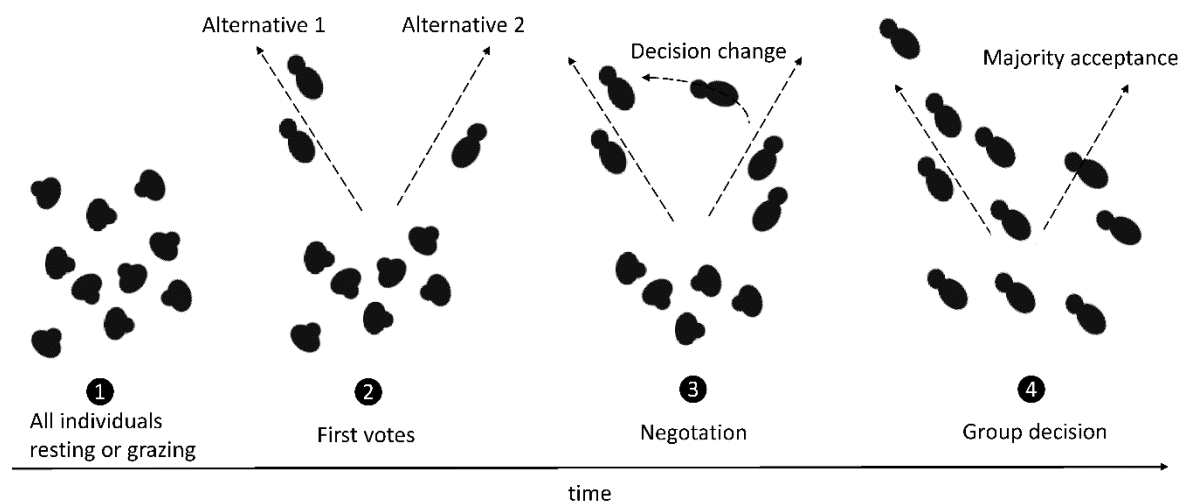 Alternative 1
Alternative 2
Decision change
Majority acceptance
1
All individuals
resting or grazing
2
First votes
3
Negotation
4
Group decision
time